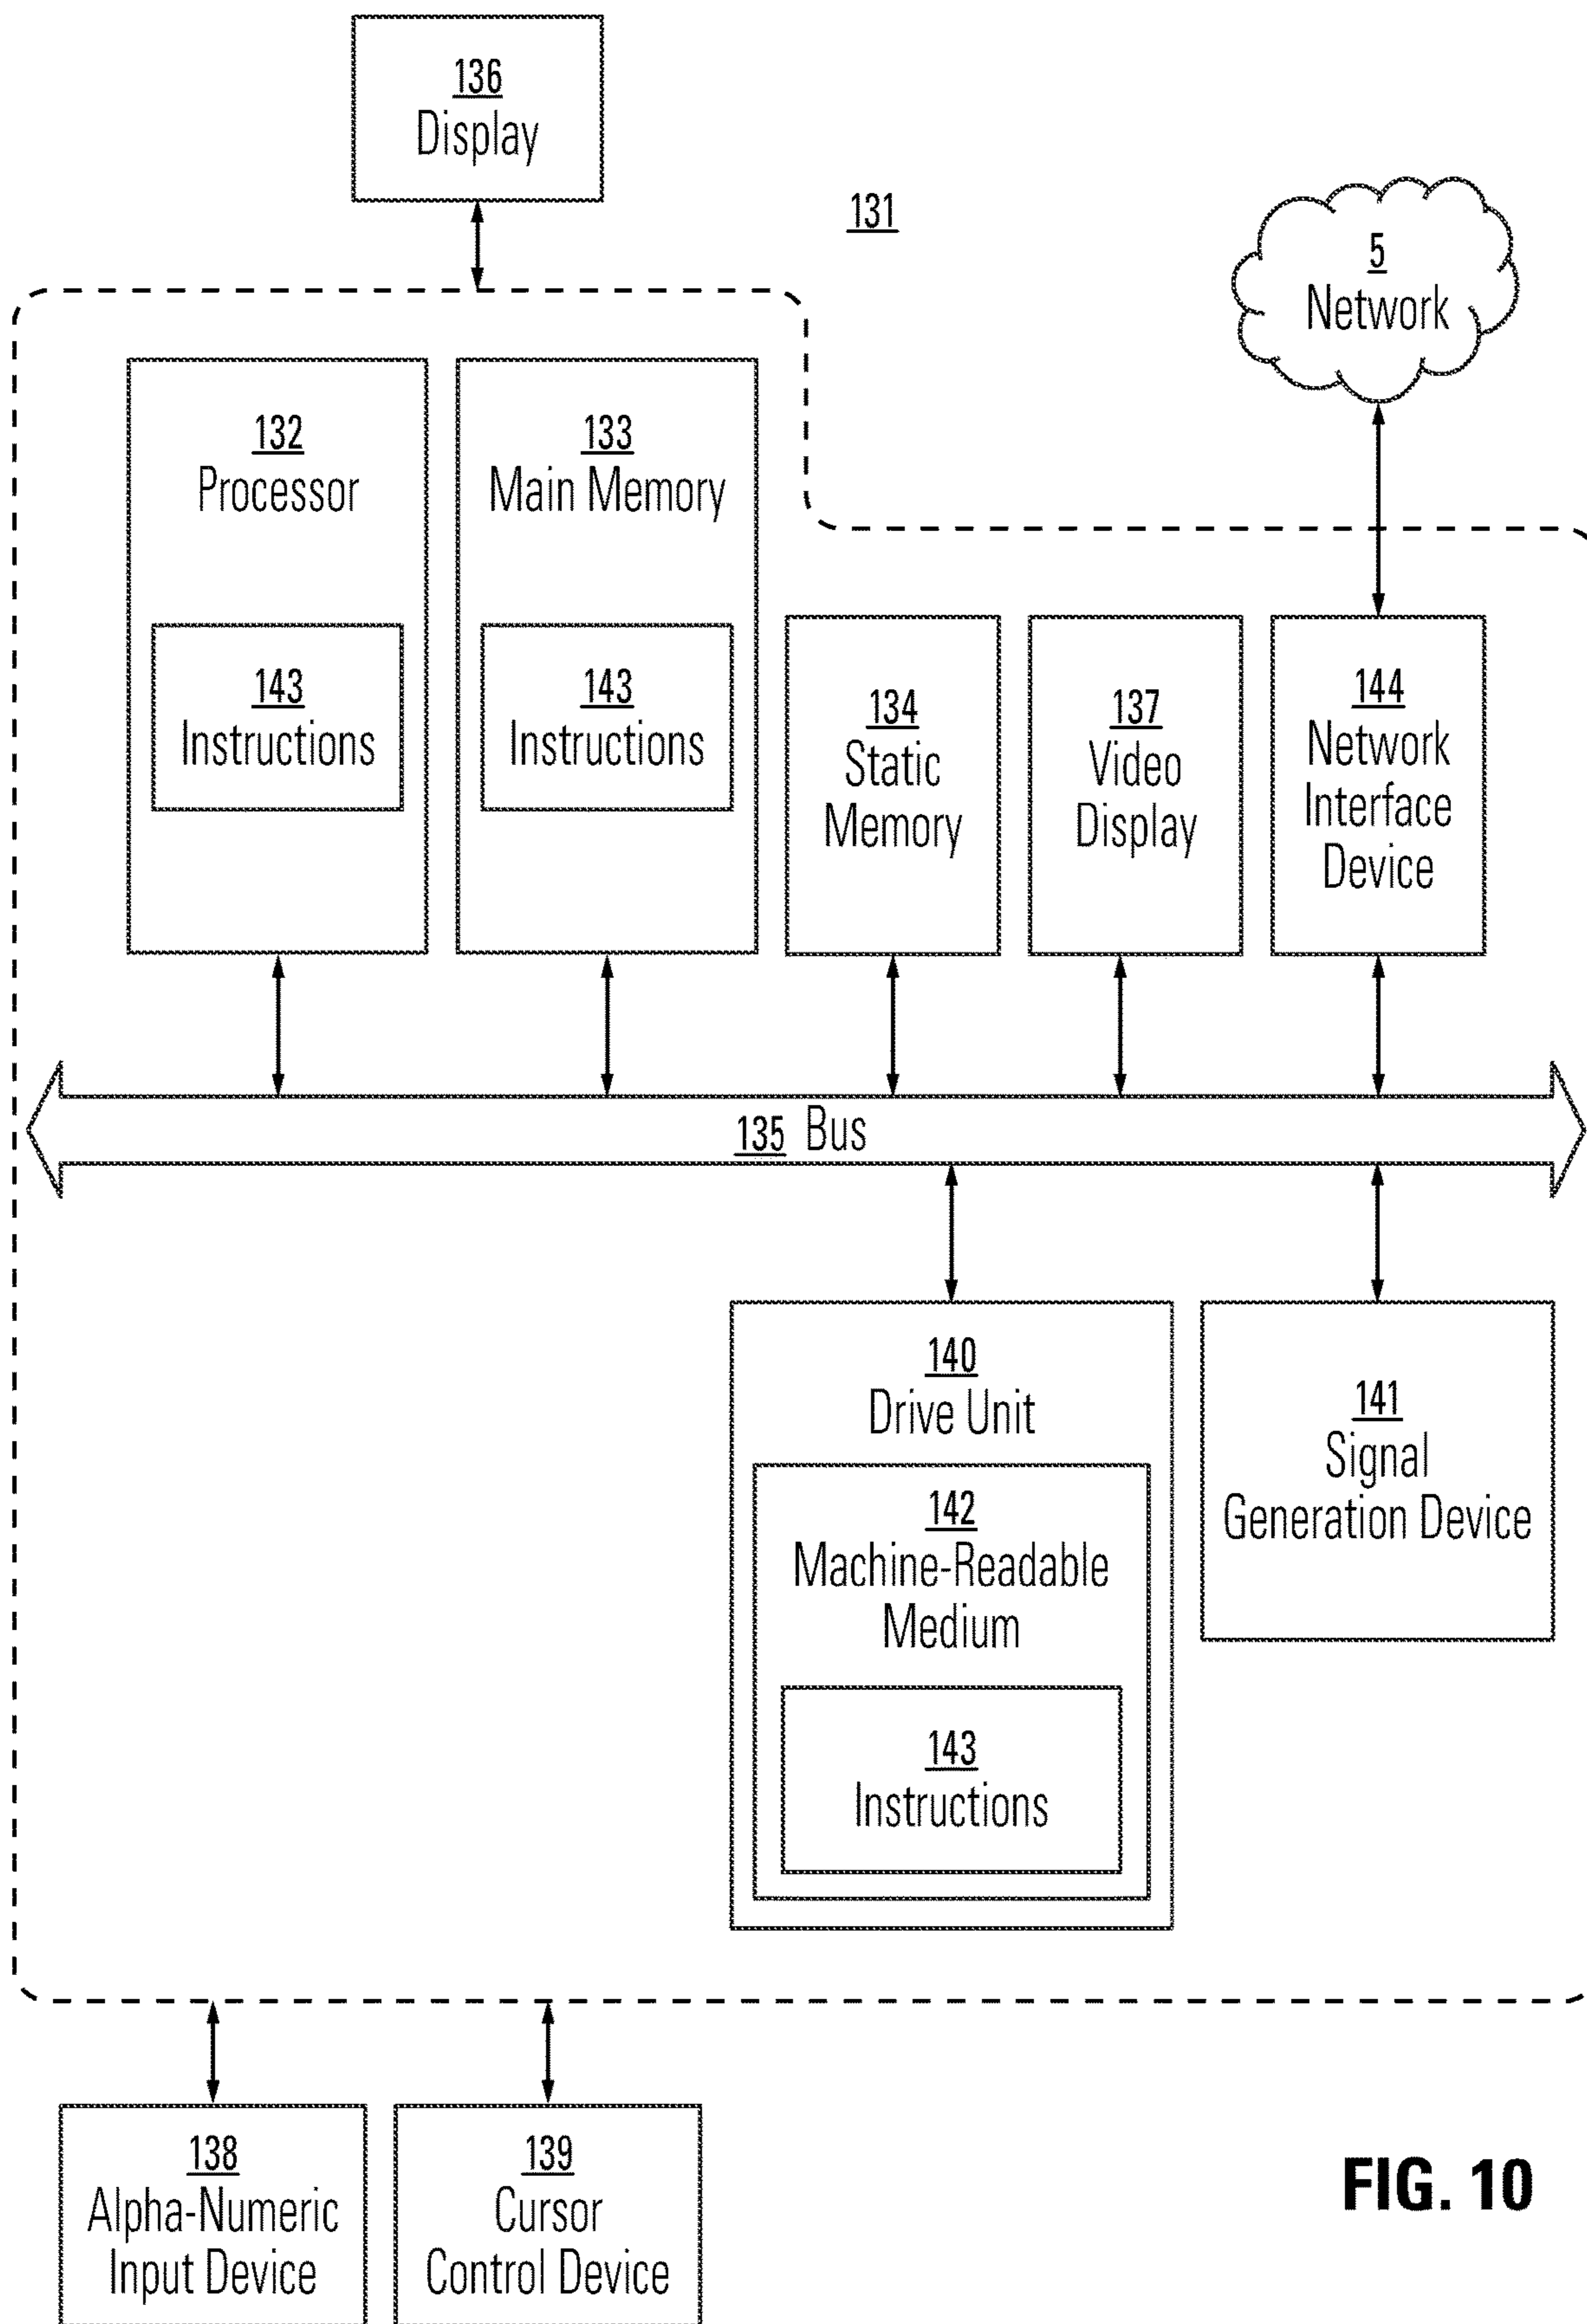 136
Display
131
5
Network
132
Processor
143
Instructions
133
Main Memory
143
Instructions
134
Static
Memory
137
Video
Display
144
Network
Interface
Device
135 Bus
140
Drive Unit
142
Machine-Readable
Medium
143
Instructions
141
Signal
Generation Device
138
Alpha-Numeric
Input Device
139
Cursor
Control Device
FIG. 10